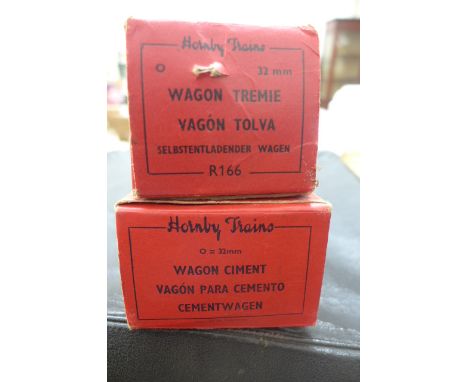 Hornby Trains
O 32 mm
WAGON TREMIE
VAGÓN TOLVA
SELBSTENTLADENDER WAGEN
R166
Hornby Trains
O = 32mm
WAGON CIMENT
VAGÓN PARA CEMENTO
CEMENTWAGEN